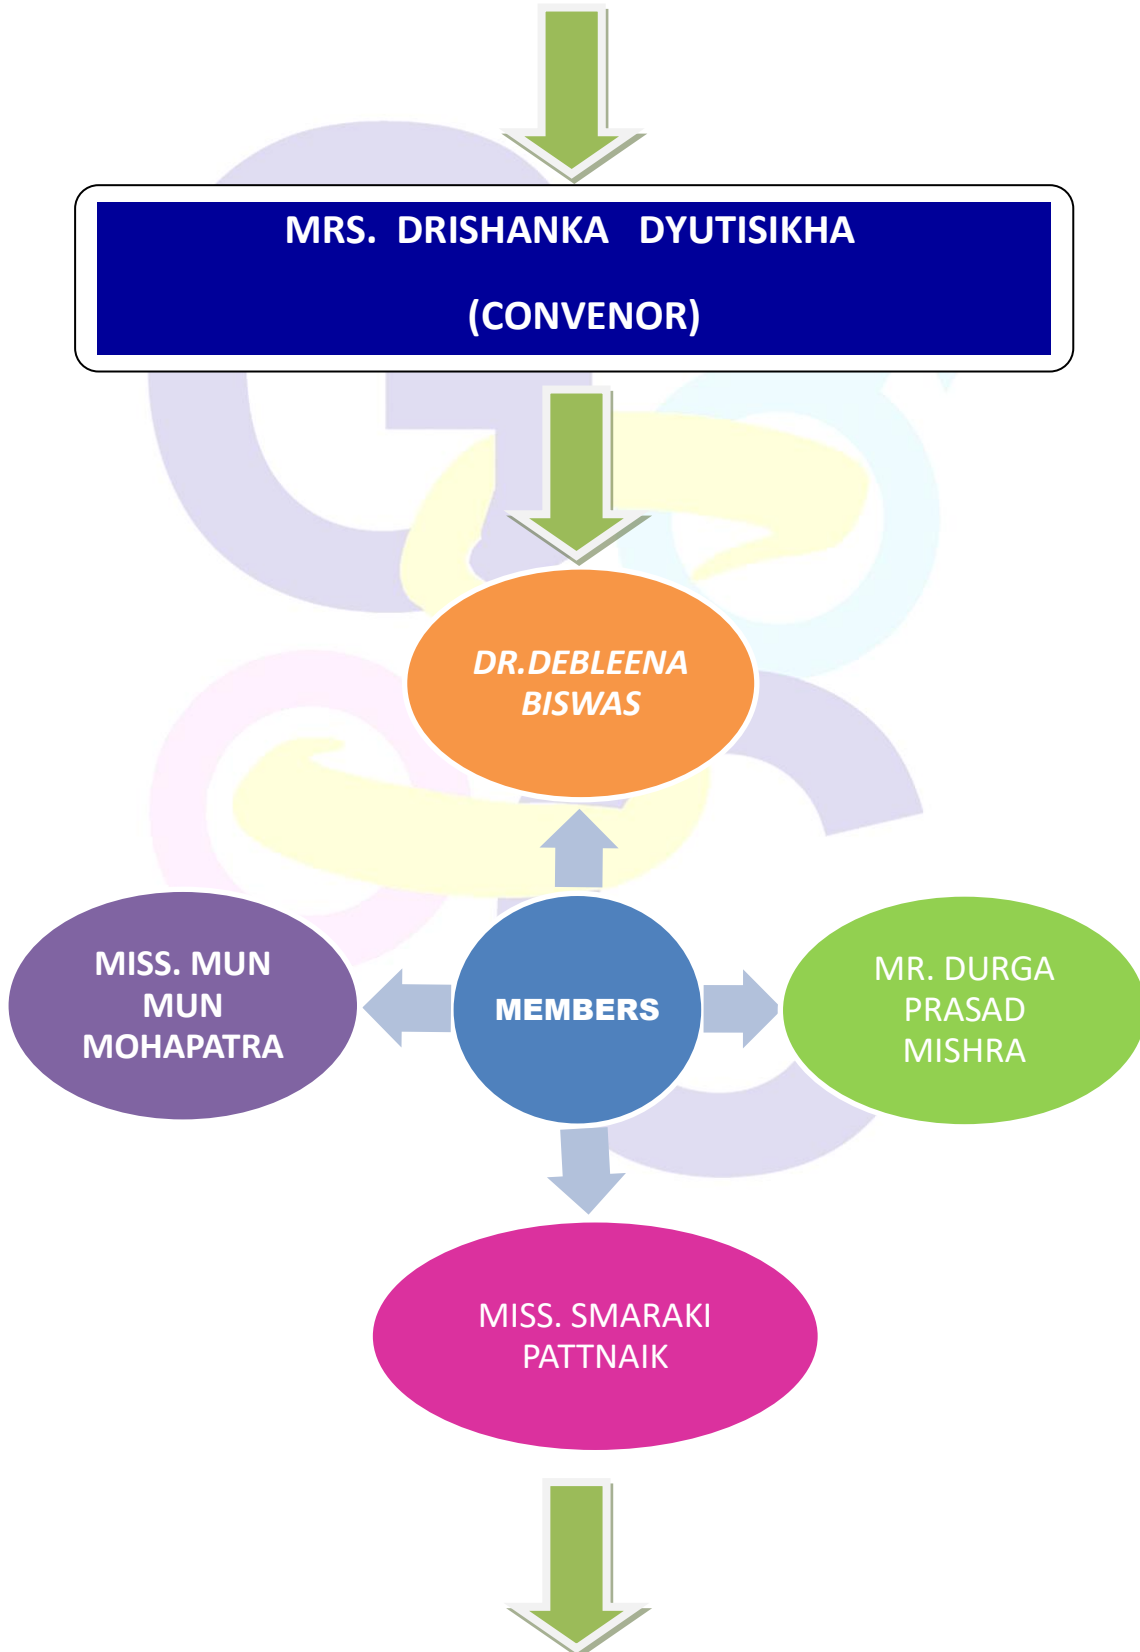 MRS. DRISHANKA DYUTISIKHA
(CONVENOR)
DR.DEBLEENA
BISWAS
MISS. MUN
MUN
MOHAPATRA
MEMBERS
MR. DURGA
PRASAD
MISHRA
MISS. SMARAKI
PATTNAIK